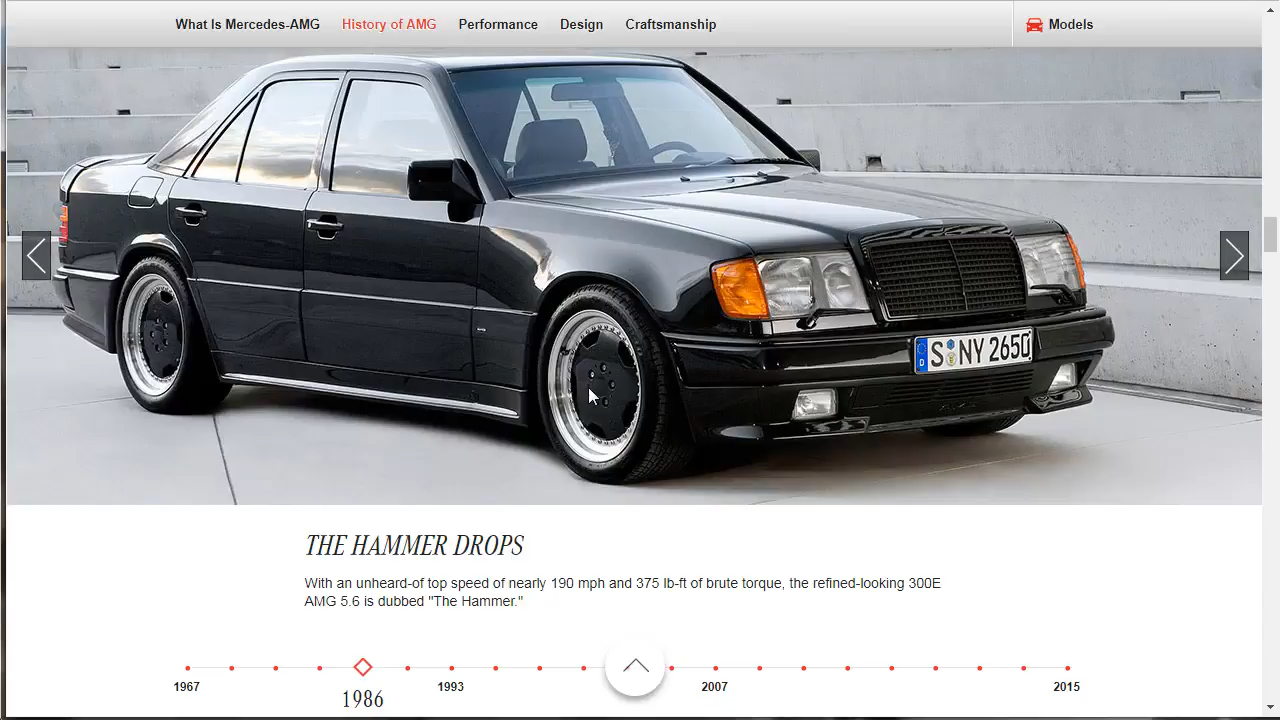 What Is Mercedes-AMG History of AMG Performance Design Craftsmanship Models
S NY 2650
THE HAMMER DROPS
With an unheard-of top speed of nearly 190 mph and 375 lb-ft of brute torque, the refined-looking 300E
AMG 5.6 is dubbed "The Hammer."
1967 1986 1993 2007 2015